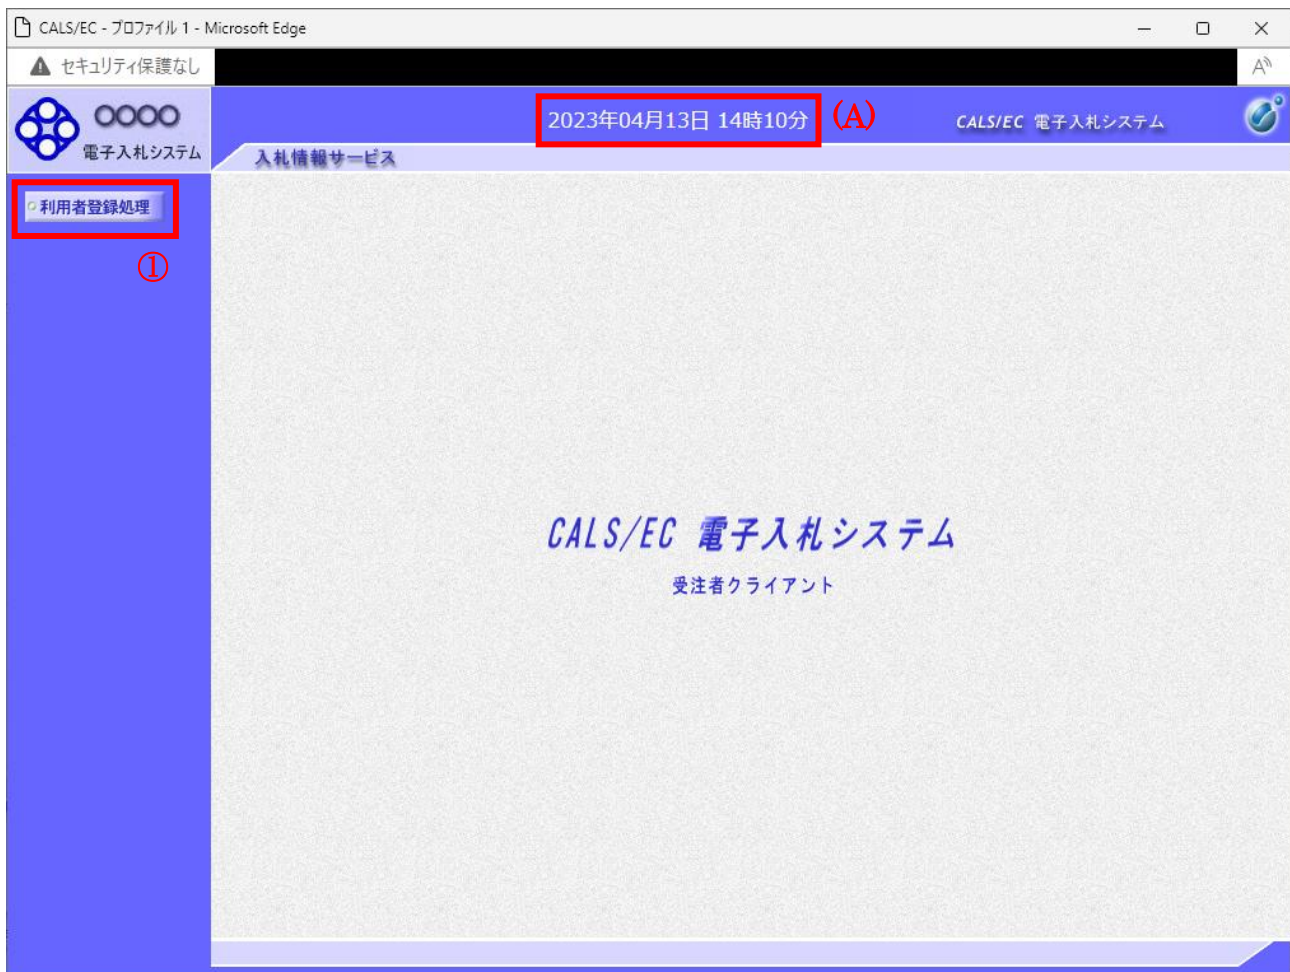 CALS/EC - プロファイル 1 - Microsoft Edge
セキュリティ保護なし
○○○○
電子入札システム
2023年04月13日 14時10分
(A)
CALS/EC 電子入札システム
入札情報サービス
利用者登録処理
①
CALS/EC 電子入札システム
受注者クライアント